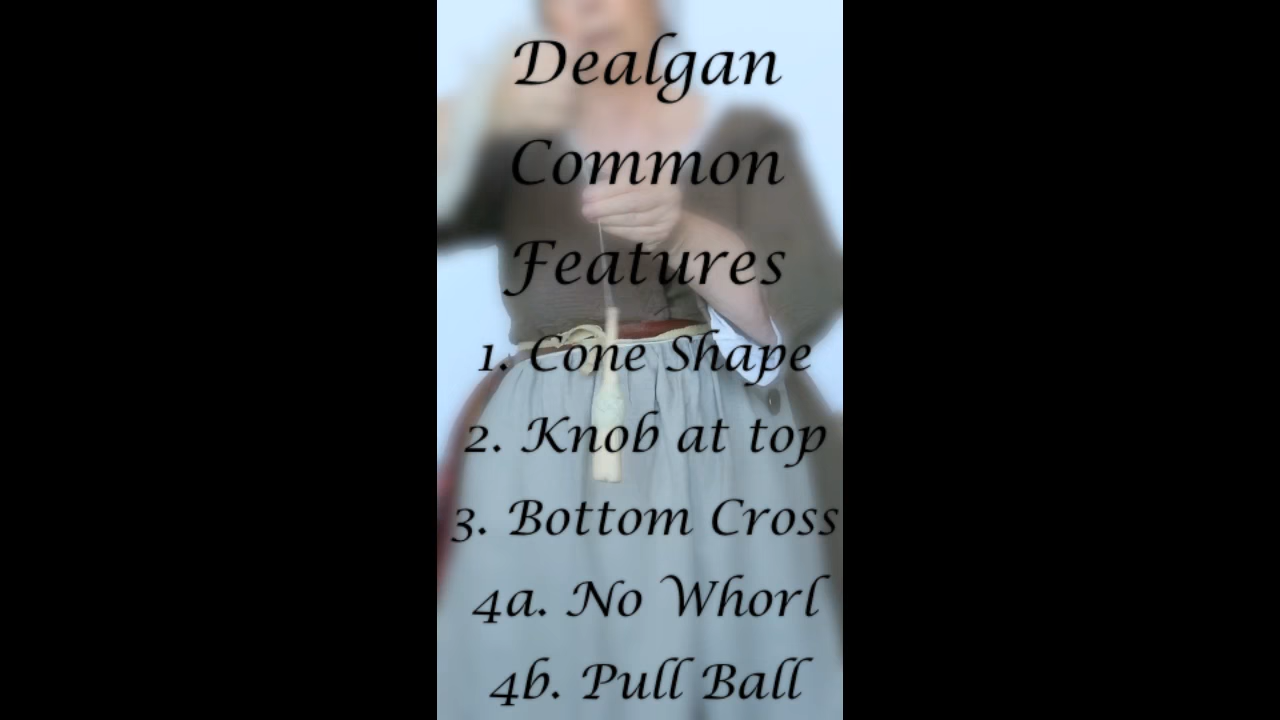 Dealgan
Common
Features
1. Cone Shape
2. Knob at top
3. Bottom Cross
4a. No Whorl
4b. Pull Ball